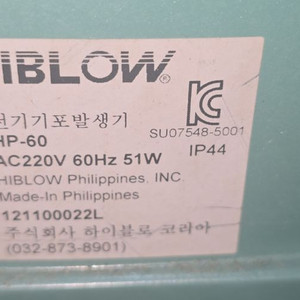 HIBLOW®
전기기포발생기
HP-60
AC220V 60Hz 51W
HIBLOW Philippines. INC.
Made-In Philippines
121100022L
주식회사 하이블로 코리아
(032-873-8901)
SU07548-5001
IP44